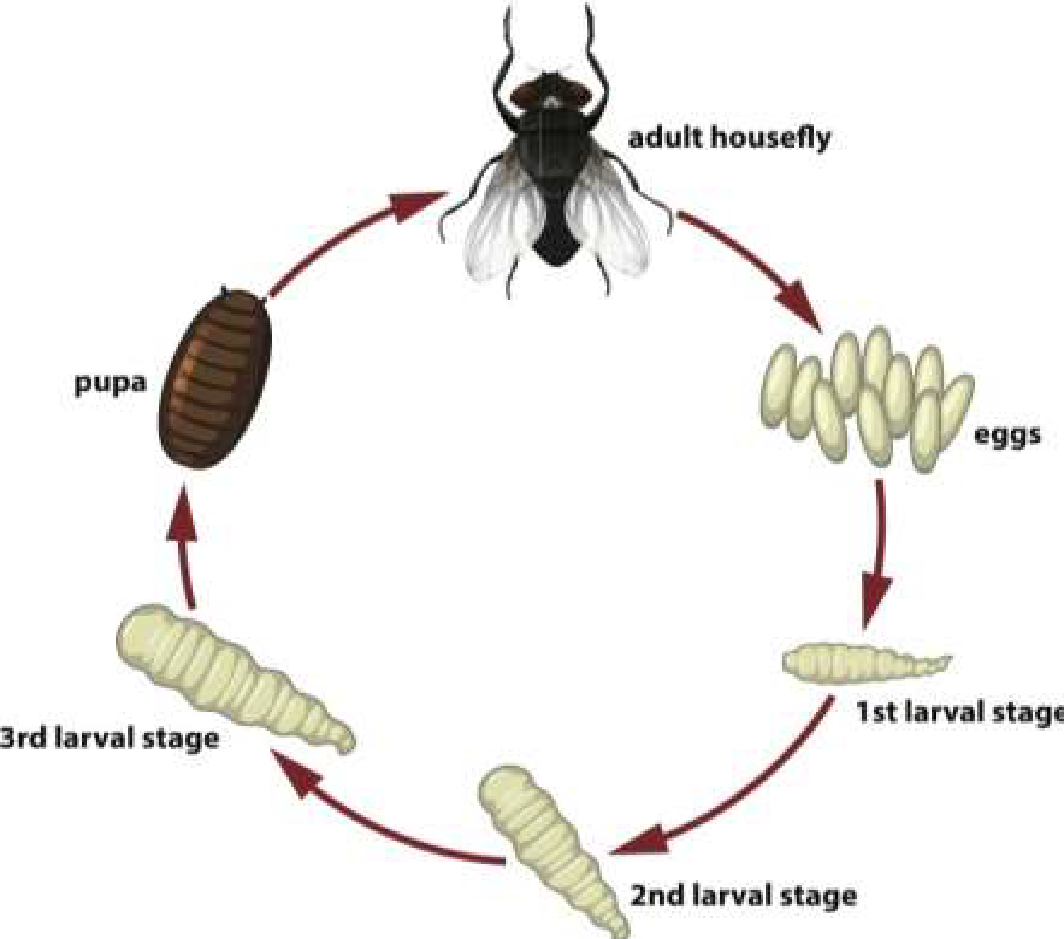 adult housefly
eggs
1st larval stage
2nd larval stage
3rd larval stage
pupa